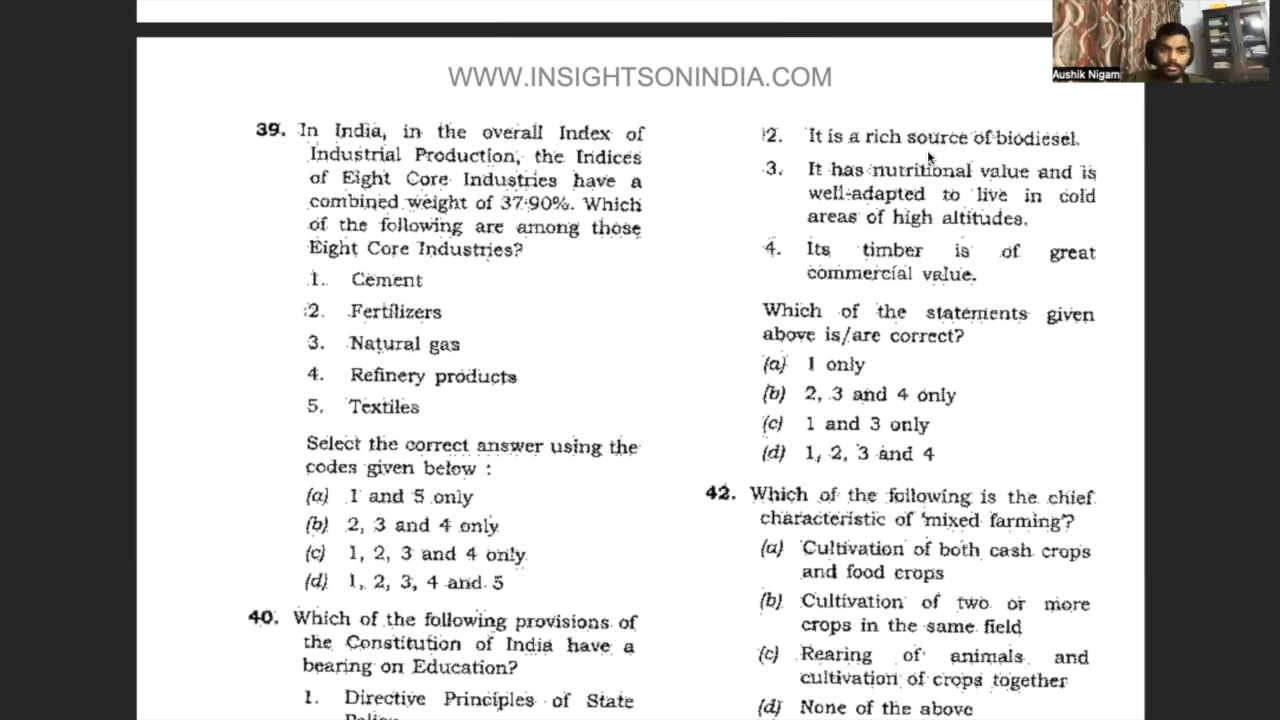 WWW.INSIGHTSONINDIA.COM
Aushik Nigam
39. In India, in the overall Index of
Industrial Production, the Indices
of Eight Core Industries have a
combined weight of 37·90%. Which
of the following are among those
Eight Core Industries?
1. Cement
2. Fertilizers
3. Natural gas
4. Refinery products
5. Textiles
Select the correct answer using the
codes given below :
(a) 1 and 5 only
(b) 2, 3 and 4 only
(c) 1, 2, 3 and 4 only
(d) 1, 2, 3, 4 and 5
40. Which of the following provisions of
the Constitution of India have a
bearing on Education?
1. Directive Principles of State
2. It is a rich source of biodiesel.
3. It has nutritional value and is
well-adapted to live in cold
areas of high altitudes.
4. Its timber is of great
commercial value.
Which of the statements given
above is/are correct?
(a) 1 only
(b) 2, 3 and 4 only
(c) 1 and 3 only
(d) 1, 2, 3 and 4
42. Which of the following is the chief
characteristic of 'mixed farming'?
(a) Cultivation of both cash crops
and food crops
(b) Cultivation of two or more
crops in the same field
(c) Rearing of animals and
cultivation of crops together
(d) None of the above